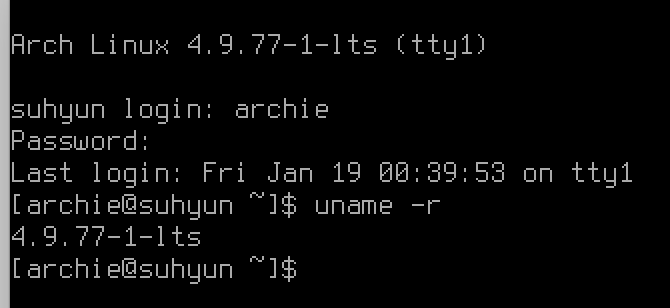 Arch Linux 4.9.77-1-lts (tty1)
suhyun login: archie
Password:
Last login: Fri Jan 19 00:39:53 on tty1
[archie@suhyun ~]$ uname -r
4.9.77-1-lts
[archie@suhyun ~]$